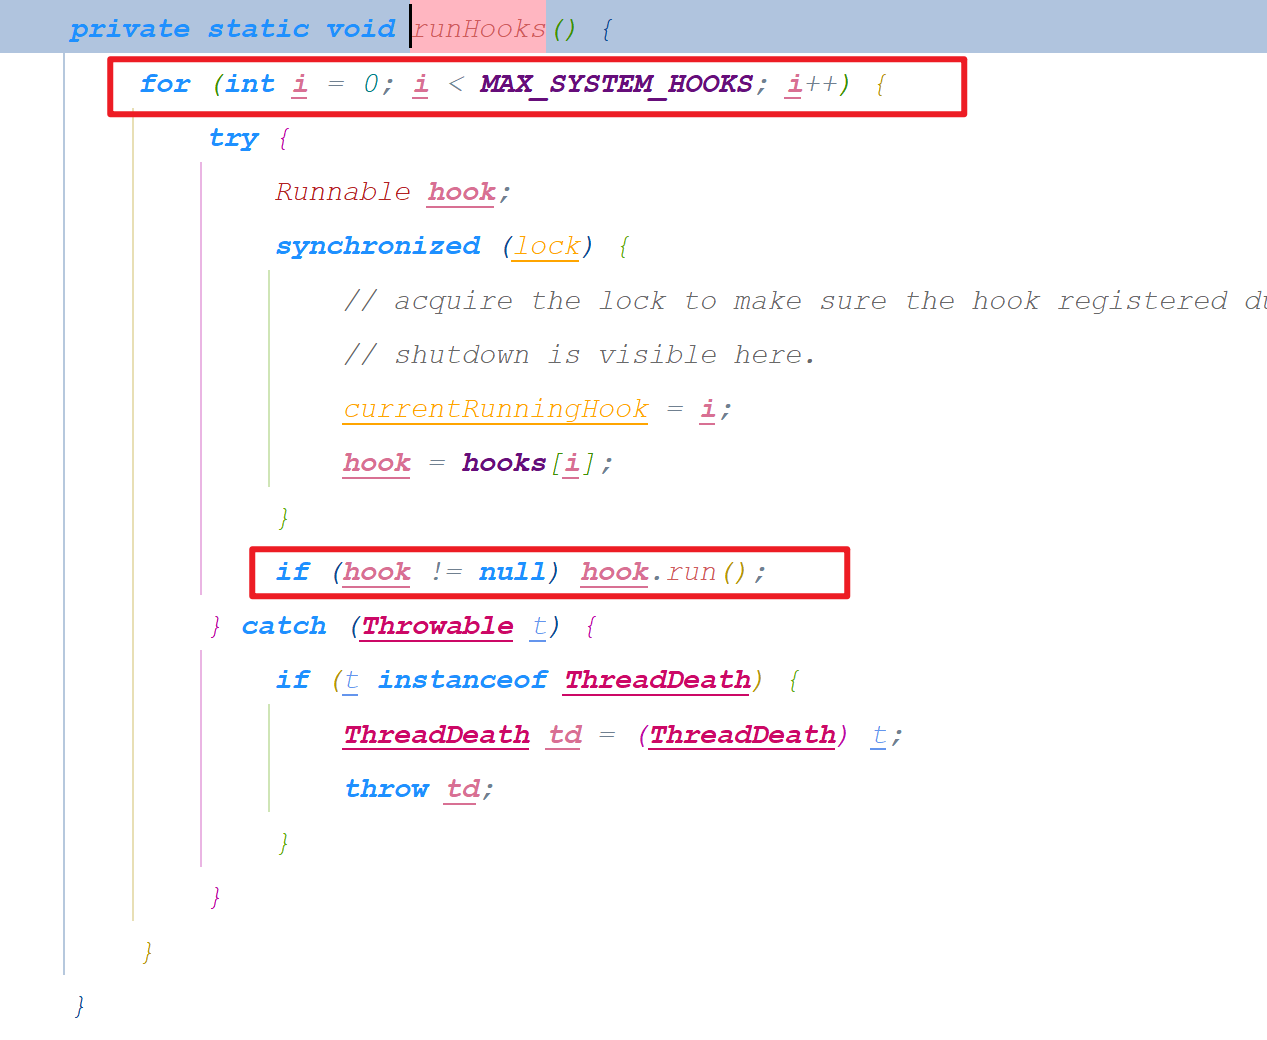 private static void runHooks() {
for (int i = 0; i < MAX_SYSTEM_HOOKS; i++) {
try {
Runnable hook;
synchronized (lock) {
// acquire the lock to make sure the hook registered du
// shutdown is visible here.
currentRunningHook = i;
hook = hooks[i];
}
if (hook != null) hook.run();
} catch (Throwable t) {
if (t instanceof ThreadDeath) {
ThreadDeath td = (ThreadDeath) t;
throw td;
}
}
}
}